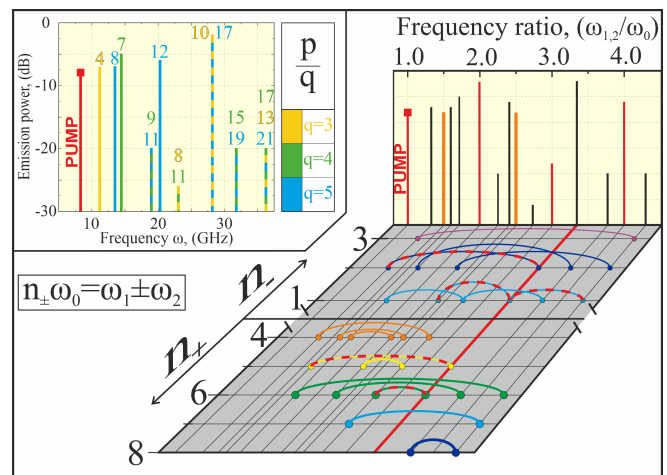 Emission power, (dB)
0
-10
-20
-30
10
20
30
Frequency ω, (GHz)
PUMP
4
8
7
9
11
12
8
11
10
17
15
19
17
13
21
p
q
q=3
q=4
q=5
Frequency ratio, (ω1,2/ω0)
1.0
2.0
3.0
4.0
PUMP
n±ω0=ω1±ω2
n-
n+
3
1
4
6
8